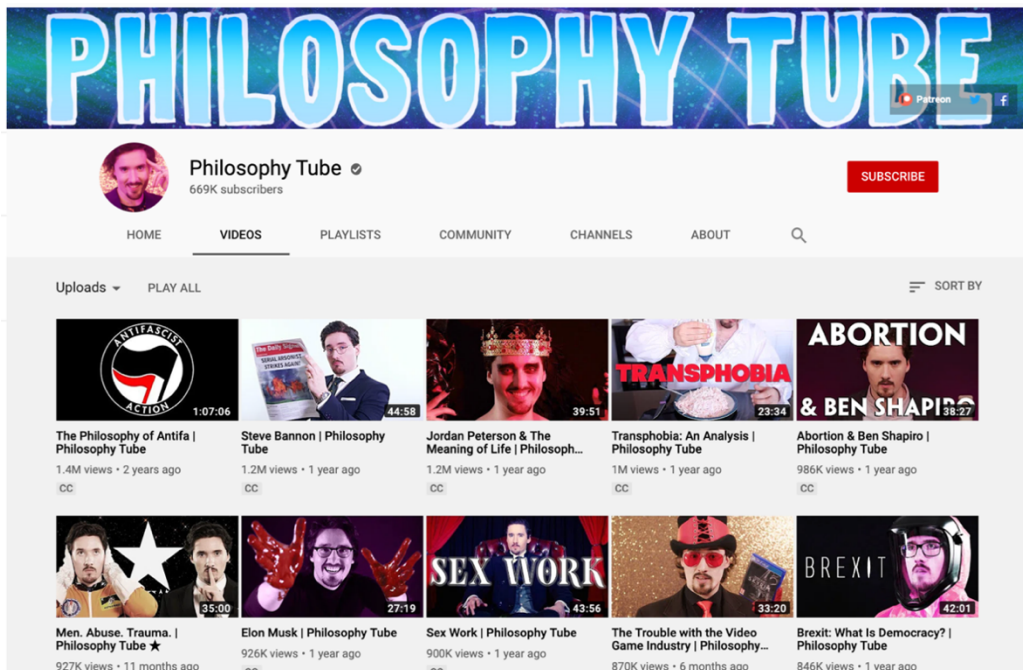 PHILOSOPHY TUBE
Patreon
Philosophy Tube
669K subscribers
SUBSCRIBE
HOME VIDEOS PLAYLISTS COMMUNITY CHANNELS ABOUT
Uploads PLAY ALL SORT BY
ANTIFASCIST
ACTION
1:07:06
The Daily
SERIAL ARSONIST
STRIKES AGAIN!
44:58
39:51
TRANSPHOBIA
23:34
ABORTION
& BEN SHAPIRO
38:27
The Philosophy of Antifa |
Philosophy Tube
1.4M views • 2 years ago
CC
Steve Bannon | Philosophy
Tube
1.2M views • 1 year ago
CC
Jordan Peterson & The
Meaning of Life | Philosoph...
1.2M views • 1 year ago
CC
Transphobia: An Analysis |
Philosophy Tube
1M views • 1 year ago
CC
Abortion & Ben Shapiro |
Philosophy Tube
986K views • 1 year ago
CC
35:00
27:19
SEX WORK
43:56
33:20
BREXIT
42:01
Men. Abuse. Trauma. |
Philosophy Tube ★
927K views • 11 months ago
Elon Musk | Philosophy Tube
926K views • 1 year ago
Sex Work | Philosophy Tube
900K views • 1 year ago
The Trouble with the Video
Game Industry | Philosophy...
870K views • 6 months ago
Brexit: What Is Democracy? |
Philosophy Tube
846K views • 1 year ago